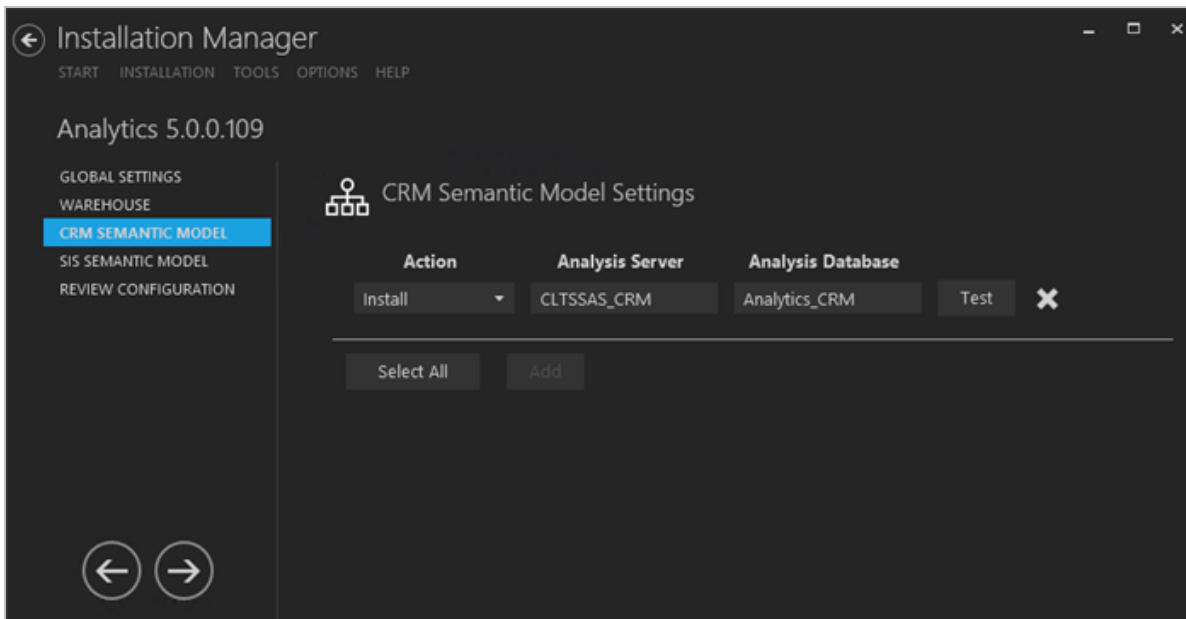 Installation Manager
START INSTALLATION TOOLS OPTIONS HELP
Analytics 5.0.0.109
GLOBAL SETTINGS
WAREHOUSE
CRM SEMANTIC MODEL
SIS SEMANTIC MODEL
REVIEW CONFIGURATION
CRM Semantic Model Settings
Action Analysis Server Analysis Database
Install CLTSSAS_CRM Analytics_CRM Test
Select All Add